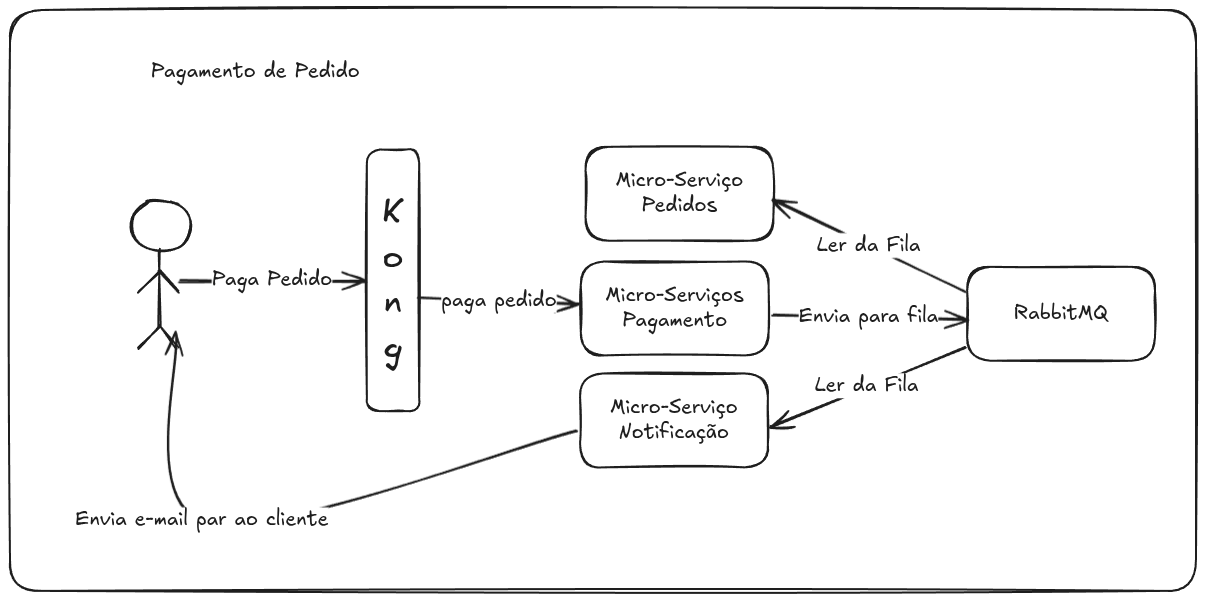 Pagamento de Pedido
Micro-Serviço
Pedidos
K
o
n
g
Ler da Fila
Paga Pedido
paga pedido
Micro-Serviços
Pagamento
Envia para fila
RabbitMQ
Ler da Fila
Micro-Serviço
Notificação
Envia e-mail par ao cliente